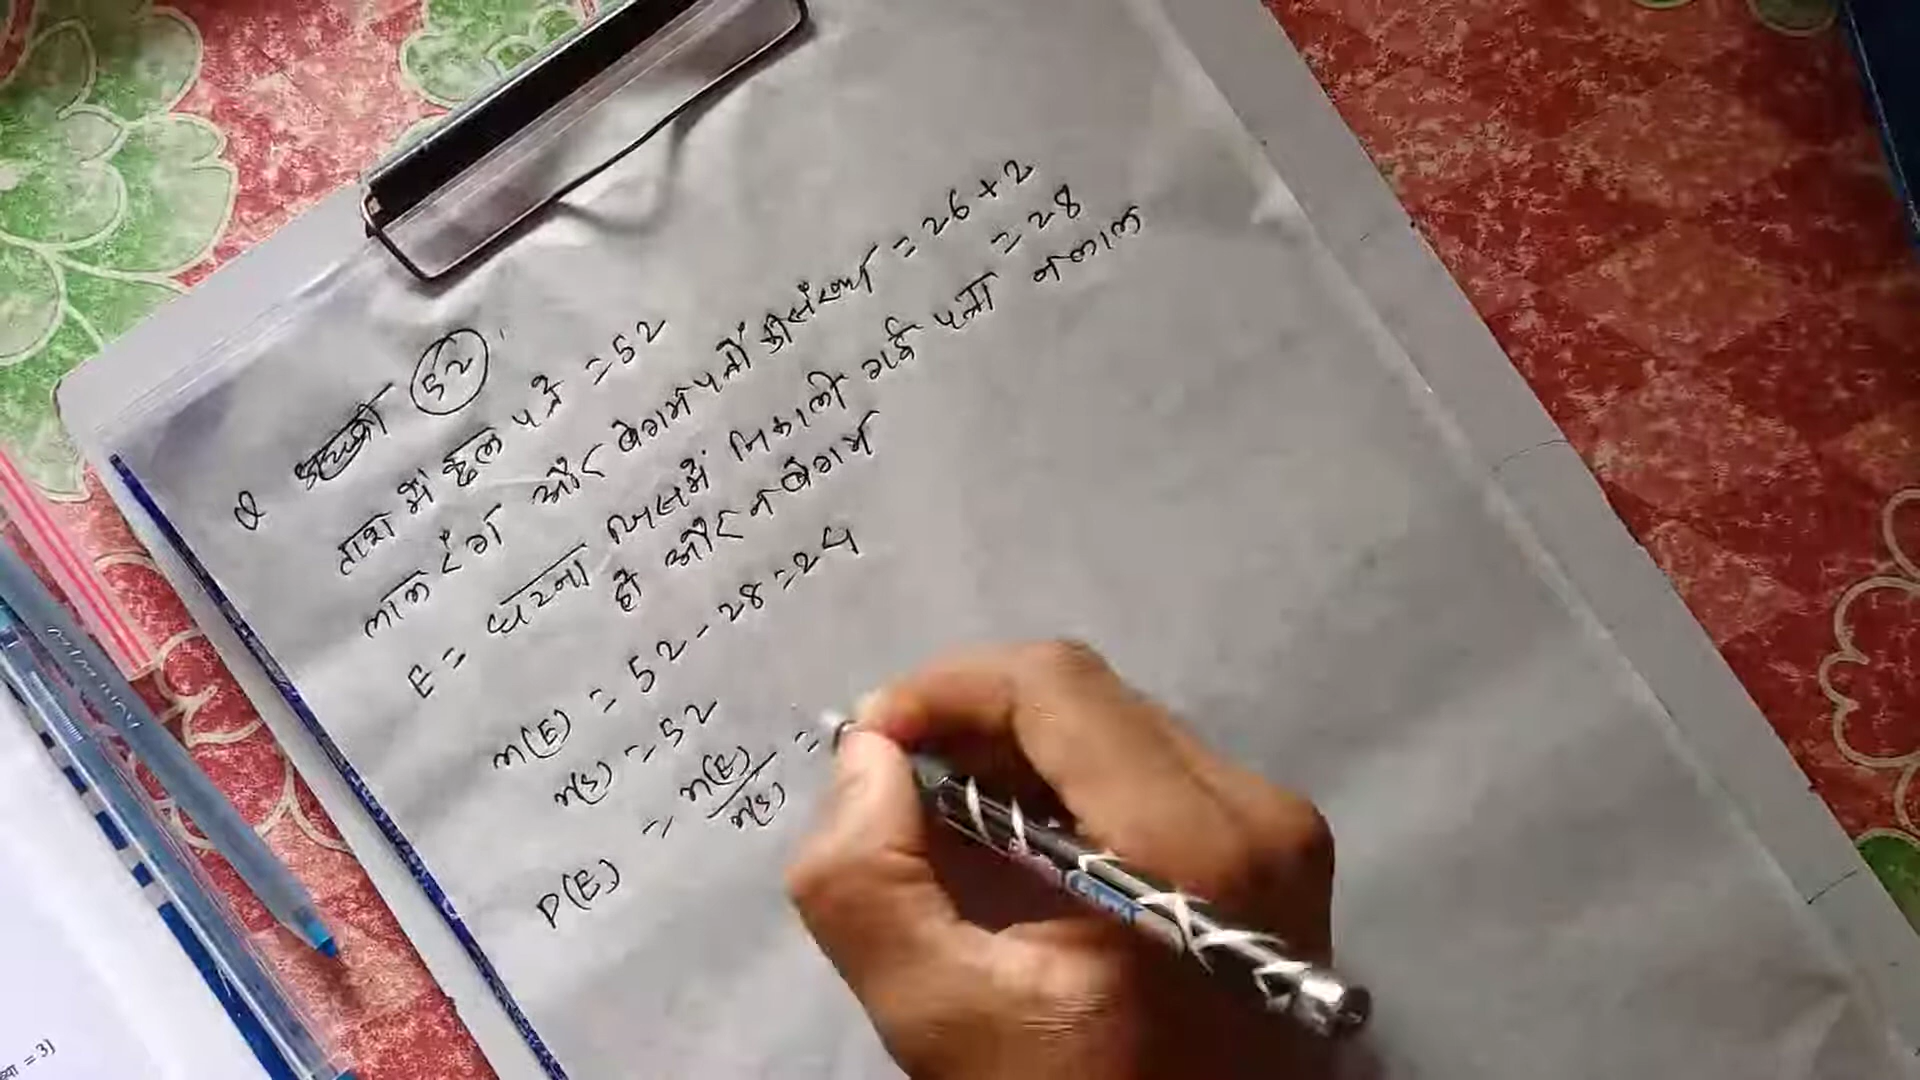 Q 52
ताश में कुल पत्ते = 52
लाल रंग और बेगम पत्तों की संख्या = 26 + 2
= 28
E = घटना जिसमें निकाली गई पत्ता न लाल
हो और न बेगम
n(E) = 52 - 28 = 24
n(S) = 52
P(E) = n(E)/n(S) =
= 3]